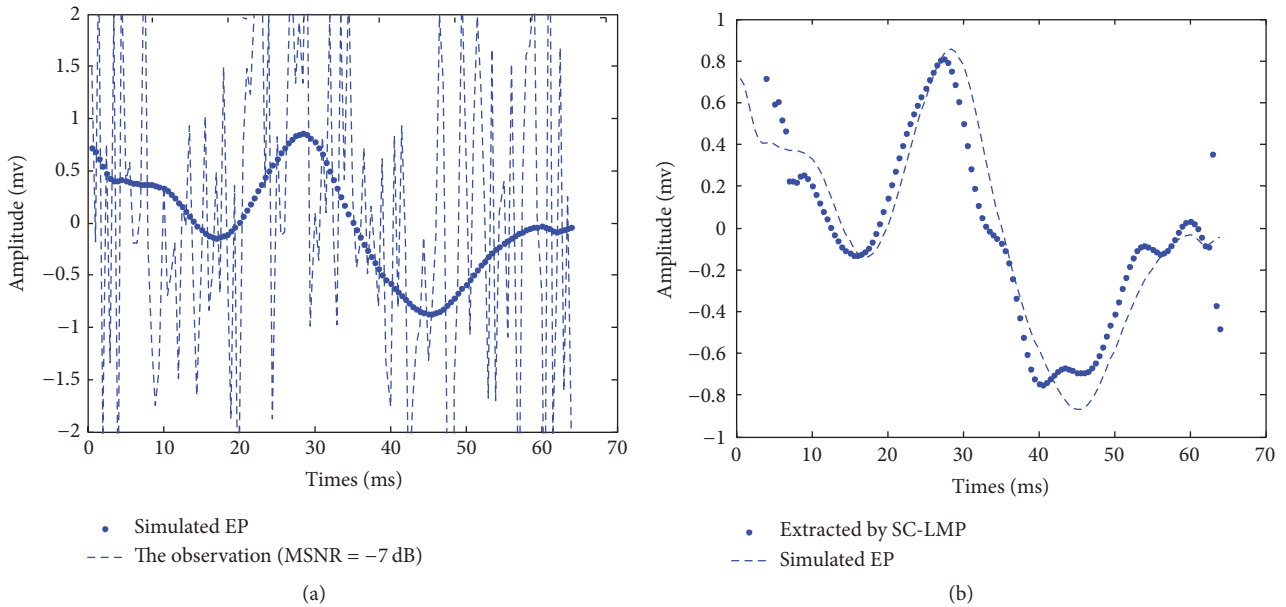 2
1.5
1
0.5
0
−0.5
−1
−1.5
−2
Amplitude (mv)
0 10 20 30 40 50 60 70
Times (ms)
Simulated EP
The observation (MSNR = −7 dB)
(a)
1
0.8
0.6
0.4
0.2
0
−0.2
−0.4
−0.6
−0.8
−1
Amplitude (mv)
0 10 20 30 40 50 60 70
Times (ms)
Extracted by SC-LMP
Simulated EP
(b)